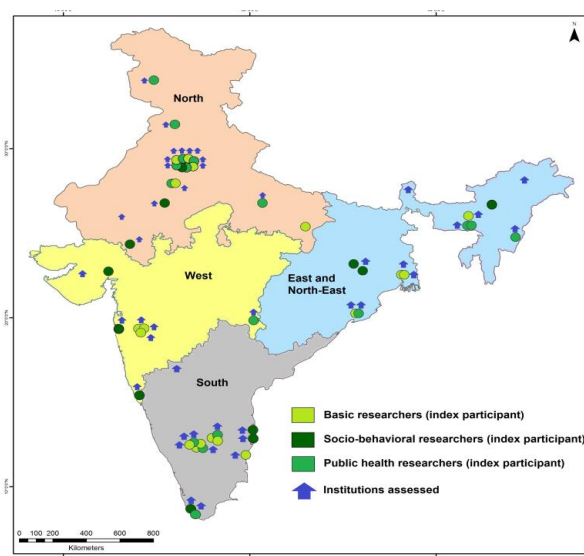 N
North
West
East and
North-East
South
Basic researchers (index participant)
Socio-behavioral researchers (index participant)
Public health researchers (index participant)
Institutions assessed
0 100 200 400 600 800
Kilometers